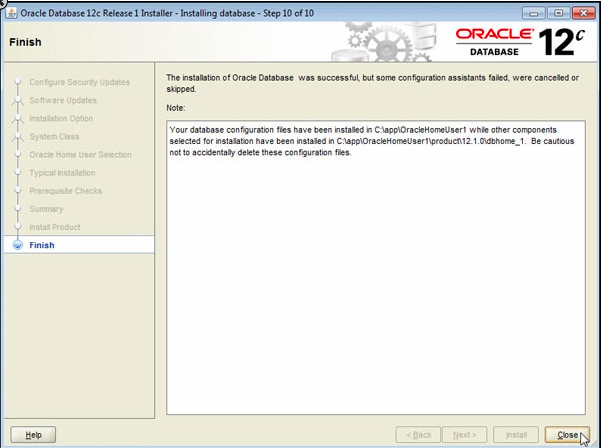 Oracle Database 12c Release 1 Installer - Installing database - Step 10 of 10
Finish
ORACLE
DATABASE
12c
Configure Security Updates
Software Updates
Installation Option
System Class
Oracle Home User Selection
Typical Installation
Prerequisite Checks
Summary
Install Product
Finish
The installation of Oracle Database was successful, but some configuration assistants failed, were cancelled or
skipped.
Note:
Your database configuration files have been installed in C:\app\OracleHomeUser1 while other components
selected for installation have been installed in C:\app\OracleHomeUser1\product\12.1.0\dbhome_1. Be cautious
not to accidentally delete these configuration files.
Help
< Back
Next >
Install
Close